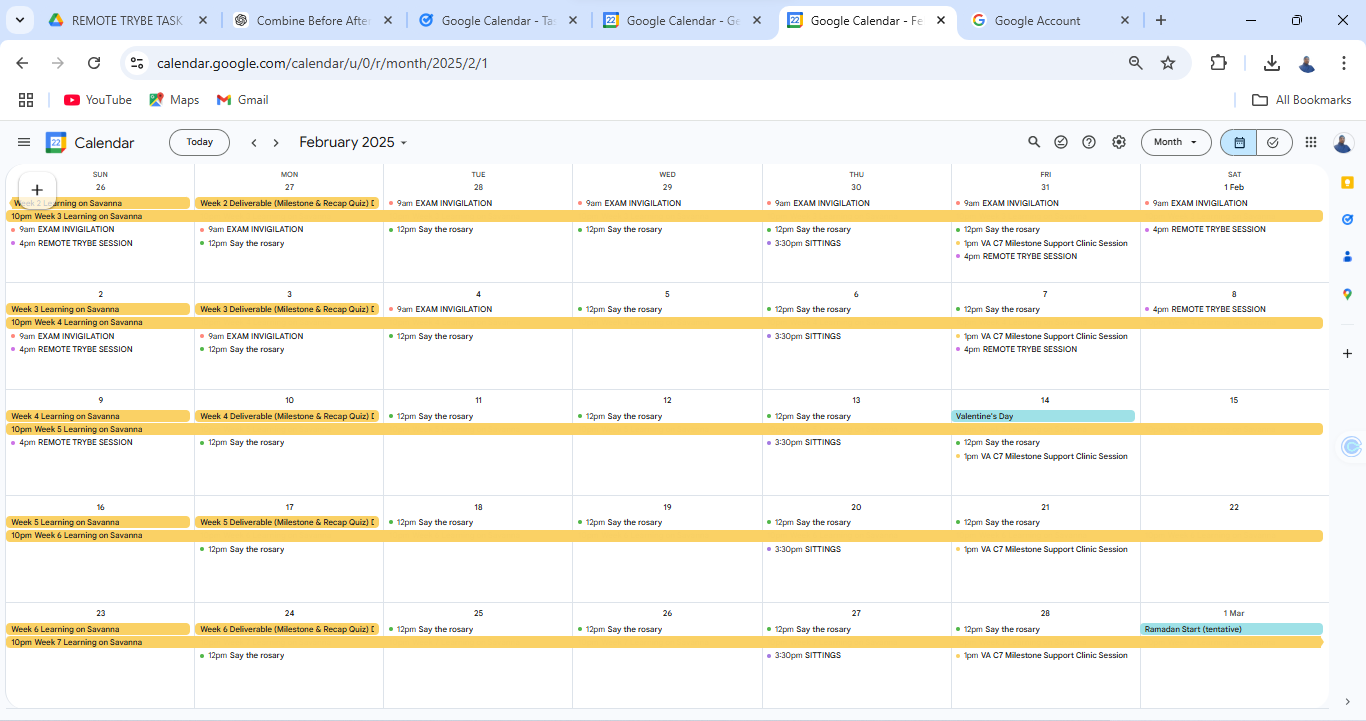 REMOTE TRYBE TASK
Combine Before Afte
Google Calendar - Tas
Google Calendar - Ge
Google Calendar - Fe
Google Account
calendar.google.com/calendar/u/0/r/month/2025/2/1
YouTube
Maps
Gmail
All Bookmarks
22
Calendar
Today
February 2025
Month
SUN MON TUE WED THU FRI SAT
26 27 28 29 30 31 1 Feb
Week 2 Learning on Savanna
Week 2 Deliverable (Milestone & Recap Quiz) D
9am EXAM INVIGILATION
9am EXAM INVIGILATION
9am EXAM INVIGILATION
9am EXAM INVIGILATION
9am EXAM INVIGILATION
10pm Week 3 Learning on Savanna
9am EXAM INVIGILATION
9am EXAM INVIGILATION
12pm Say the rosary
12pm Say the rosary
12pm Say the rosary
12pm Say the rosary
4pm REMOTE TRYBE SESSION
4pm REMOTE TRYBE SESSION
12pm Say the rosary
3:30pm SITTINGS
1pm VA C7 Milestone Support Clinic Session
4pm REMOTE TRYBE SESSION
2 3 4 5 6 7 8
Week 3 Learning on Savanna
Week 3 Deliverable (Milestone & Recap Quiz) D
9am EXAM INVIGILATION
12pm Say the rosary
12pm Say the rosary
12pm Say the rosary
4pm REMOTE TRYBE SESSION
10pm Week 4 Learning on Savanna
9am EXAM INVIGILATION
9am EXAM INVIGILATION
12pm Say the rosary
3:30pm SITTINGS
1pm VA C7 Milestone Support Clinic Session
4pm REMOTE TRYBE SESSION
12pm Say the rosary
4pm REMOTE TRYBE SESSION
9 10 11 12 13 14 15
Week 4 Learning on Savanna
Week 4 Deliverable (Milestone & Recap Quiz) D
12pm Say the rosary
12pm Say the rosary
12pm Say the rosary
Valentine's Day
10pm Week 5 Learning on Savanna
4pm REMOTE TRYBE SESSION
12pm Say the rosary
3:30pm SITTINGS
12pm Say the rosary
1pm VA C7 Milestone Support Clinic Session
16 17 18 19 20 21 22
Week 5 Learning on Savanna
Week 5 Deliverable (Milestone & Recap Quiz) D
12pm Say the rosary
12pm Say the rosary
12pm Say the rosary
12pm Say the rosary
10pm Week 6 Learning on Savanna
12pm Say the rosary
3:30pm SITTINGS
1pm VA C7 Milestone Support Clinic Session
23 24 25 26 27 28 1 Mar
Week 6 Learning on Savanna
Week 6 Deliverable (Milestone & Recap Quiz) D
12pm Say the rosary
12pm Say the rosary
12pm Say the rosary
12pm Say the rosary
Ramadan Start (tentative)
10pm Week 7 Learning on Savanna
12pm Say the rosary
3:30pm SITTINGS
1pm VA C7 Milestone Support Clinic Session